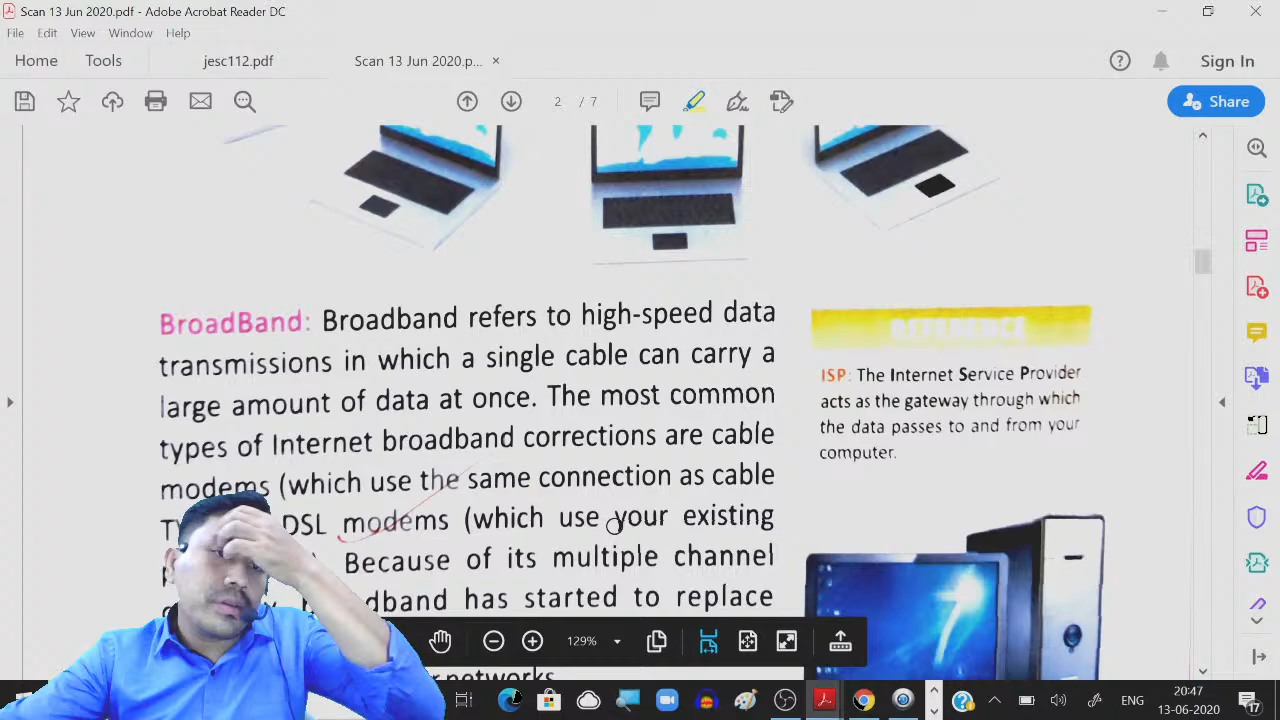 Scan 13 Jun 2020.pdf - Adobe Acrobat Reader DC
File Edit View Window Help
Home Tools jesc112.pdf Scan 13 Jun 2020.p... × Sign In
2 / 7 Share
BroadBand: Broadband refers to high-speed data
transmissions in which a single cable can carry a
large amount of data at once. The most common
types of Internet broadband corrections are cable
modems (which use the same connection as cable
DSL modems (which use your existing
Because of its multiple channel
has started to replace
networks
REFERENCE
ISP: The Internet Service Provider
acts as the gateway through which
the data passes to and from your
computer.
129%
ENG
20:47
13-06-2020
17